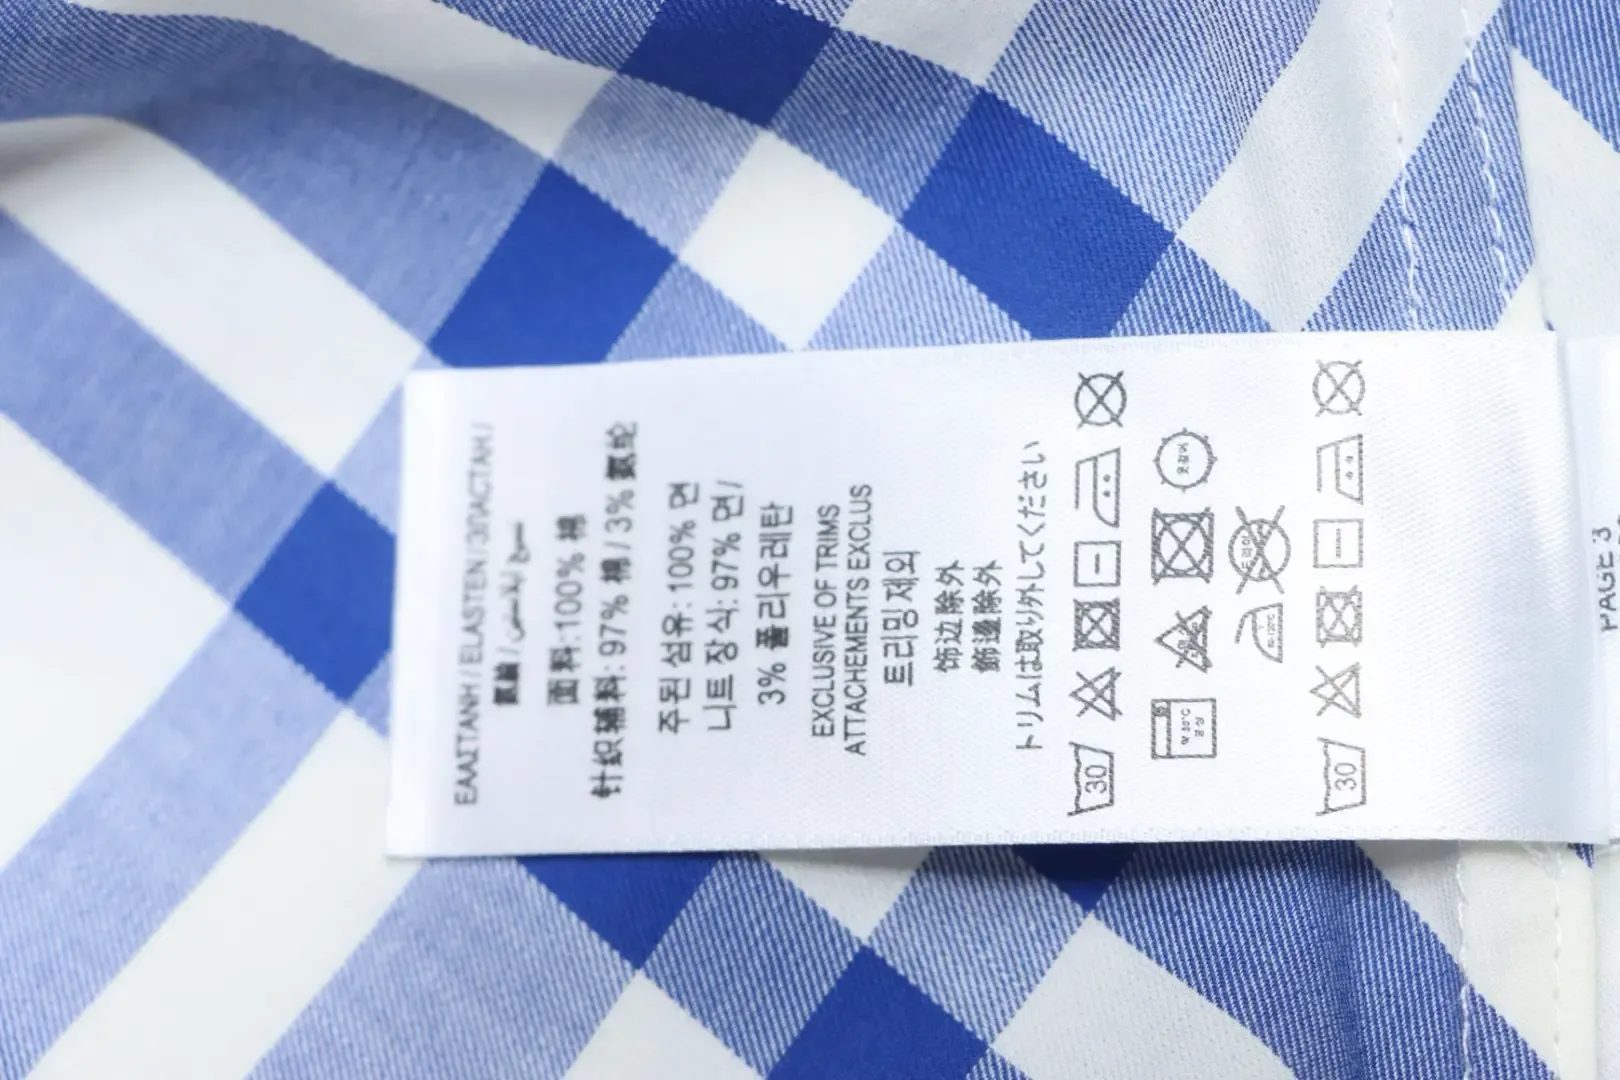 ΕΛΑΣΤΑΝΗ / ELASTEN / ЭЛАСТАН /
氨綸 /
面料:100% 棉
针织辅料: 97% 棉 / 3% 氨纶
주된 섬유: 100% 면
니트 장식: 97% 면 /
3% 폴리우레탄
EXCLUSIVE OF TRIMS
ATTACHEMENTS EXCLUS
트리밍 제외
饰边除外
飾邊除外
トリムは取り外してください
30
30
PAGE 3